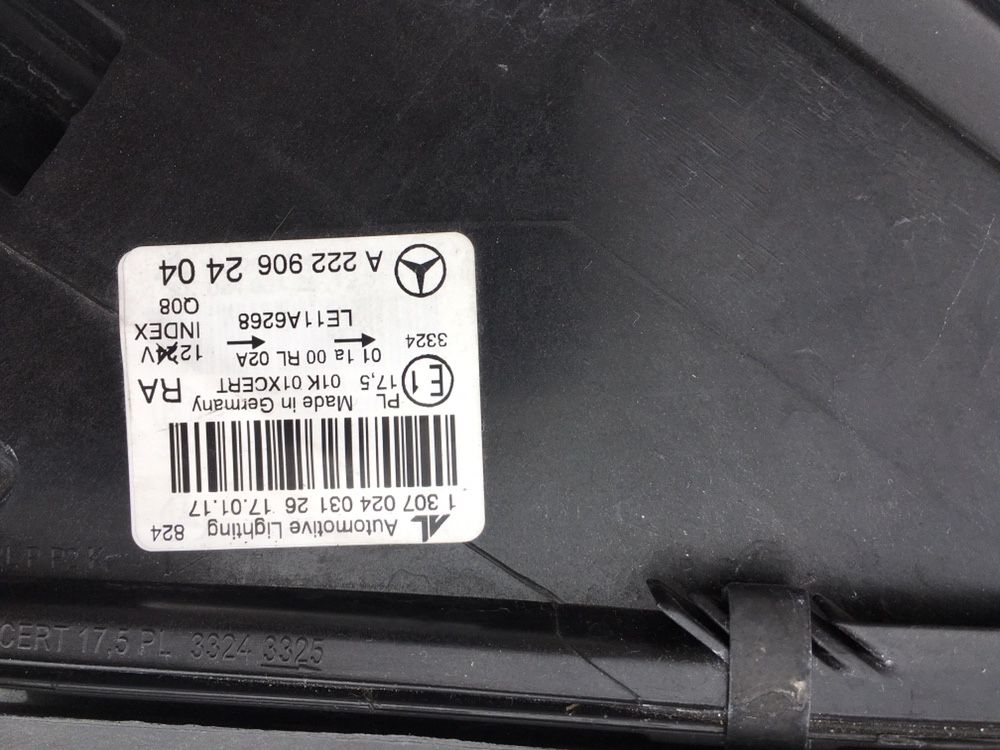 AL Automotive Lighting 824
1 307 024 031 26 17.01.17
Made in Germany
E1 PL 17,5 01K 01XCERT RA
01 1a 00 RL 02A 12V
3324 LE11A6268 INDEX
Q08
A 222 906 24 04
CERT 17,5 PL 3324 3325